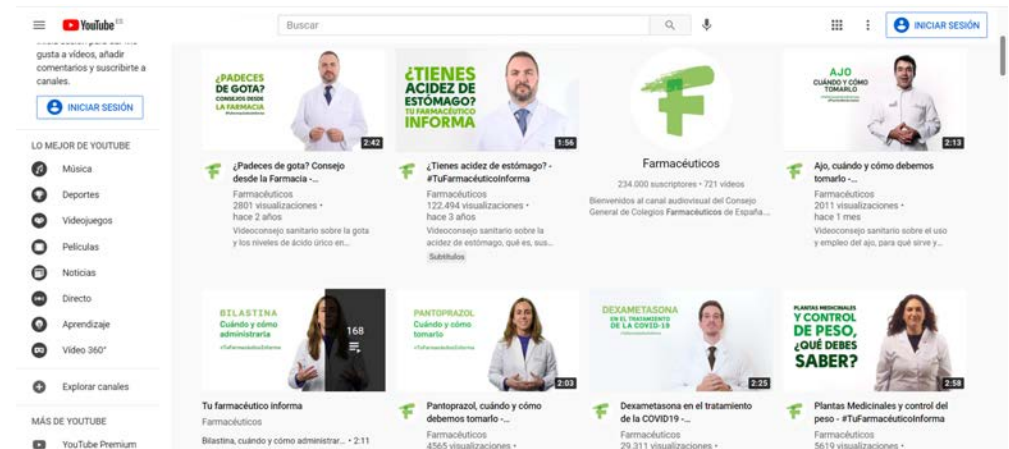 YouTube ES
Buscar
INICIAR SESIÓN
gusta a vídeos, añadir
comentarios y suscribirte a
canales.
INICIAR SESIÓN
LO MEJOR DE YOUTUBE
Música
Deportes
Videojuegos
Películas
Noticias
Directo
Aprendizaje
Vídeo 360°
Explorar canales
MÁS DE YOUTUBE
YouTube Premium
¿PADECES
DE GOTA?
CONSEJOS DESDE
LA FARMACIA
2:42
¿Padeces de gota? Consejo
desde la Farmacia -...
Farmacéuticos
2801 visualizaciones •
hace 2 años
Videoconsejo sanitario sobre la gota
y los niveles de ácido úrico en...
¿TIENES
ACIDEZ DE
ESTÓMAGO?
TU FARMACÉUTICO
INFORMA
1:56
¿Tienes acidez de estómago? -
#TuFarmacéuticoInforma
Farmacéuticos
122.494 visualizaciones •
hace 3 años
Videoconsejo sanitario sobre la
acidez de estómago, qué es, sus...
Subtítulos
Farmacéuticos
234.000 suscriptores • 721 vídeos
Bienvenidos al canal audiovisual del Consejo
General de Colegios Farmacéuticos de España....
AJO
CUÁNDO Y CÓMO
TOMARLO
2:13
Ajo, cuándo y cómo debemos
tomarlo -...
Farmacéuticos
2011 visualizaciones •
hace 1 mes
Videoconsejo sanitario sobre el uso
y empleo del ajo, para qué sirve y...
BILASTINA
Cuándo y cómo
administrarla
#TuFarmacéuticoInforma
168
Tu farmacéutico informa
Farmacéuticos
Bilastina, cuándo y cómo administrar... • 2:11
PANTOPRAZOL
Cuándo y cómo
tomarlo
#TuFarmacéuticoInforma
2:03
Pantoprazol, cuándo y cómo
debemos tomarlo -...
Farmacéuticos
4565 visualizaciones •
DEXAMETASONA
EN EL TRATAMIENTO
DE LA COVID-19
2:25
Dexametasona en el tratamiento
de la COVID19 -...
Farmacéuticos
29.311 visualizaciones •
PLANTAS MEDICINALES
Y CONTROL
DE PESO,
¿QUÉ DEBES
SABER?
2:58
Plantas Medicinales y control del
peso - #TuFarmacéuticoInforma
Farmacéuticos
5619 visualizaciones •